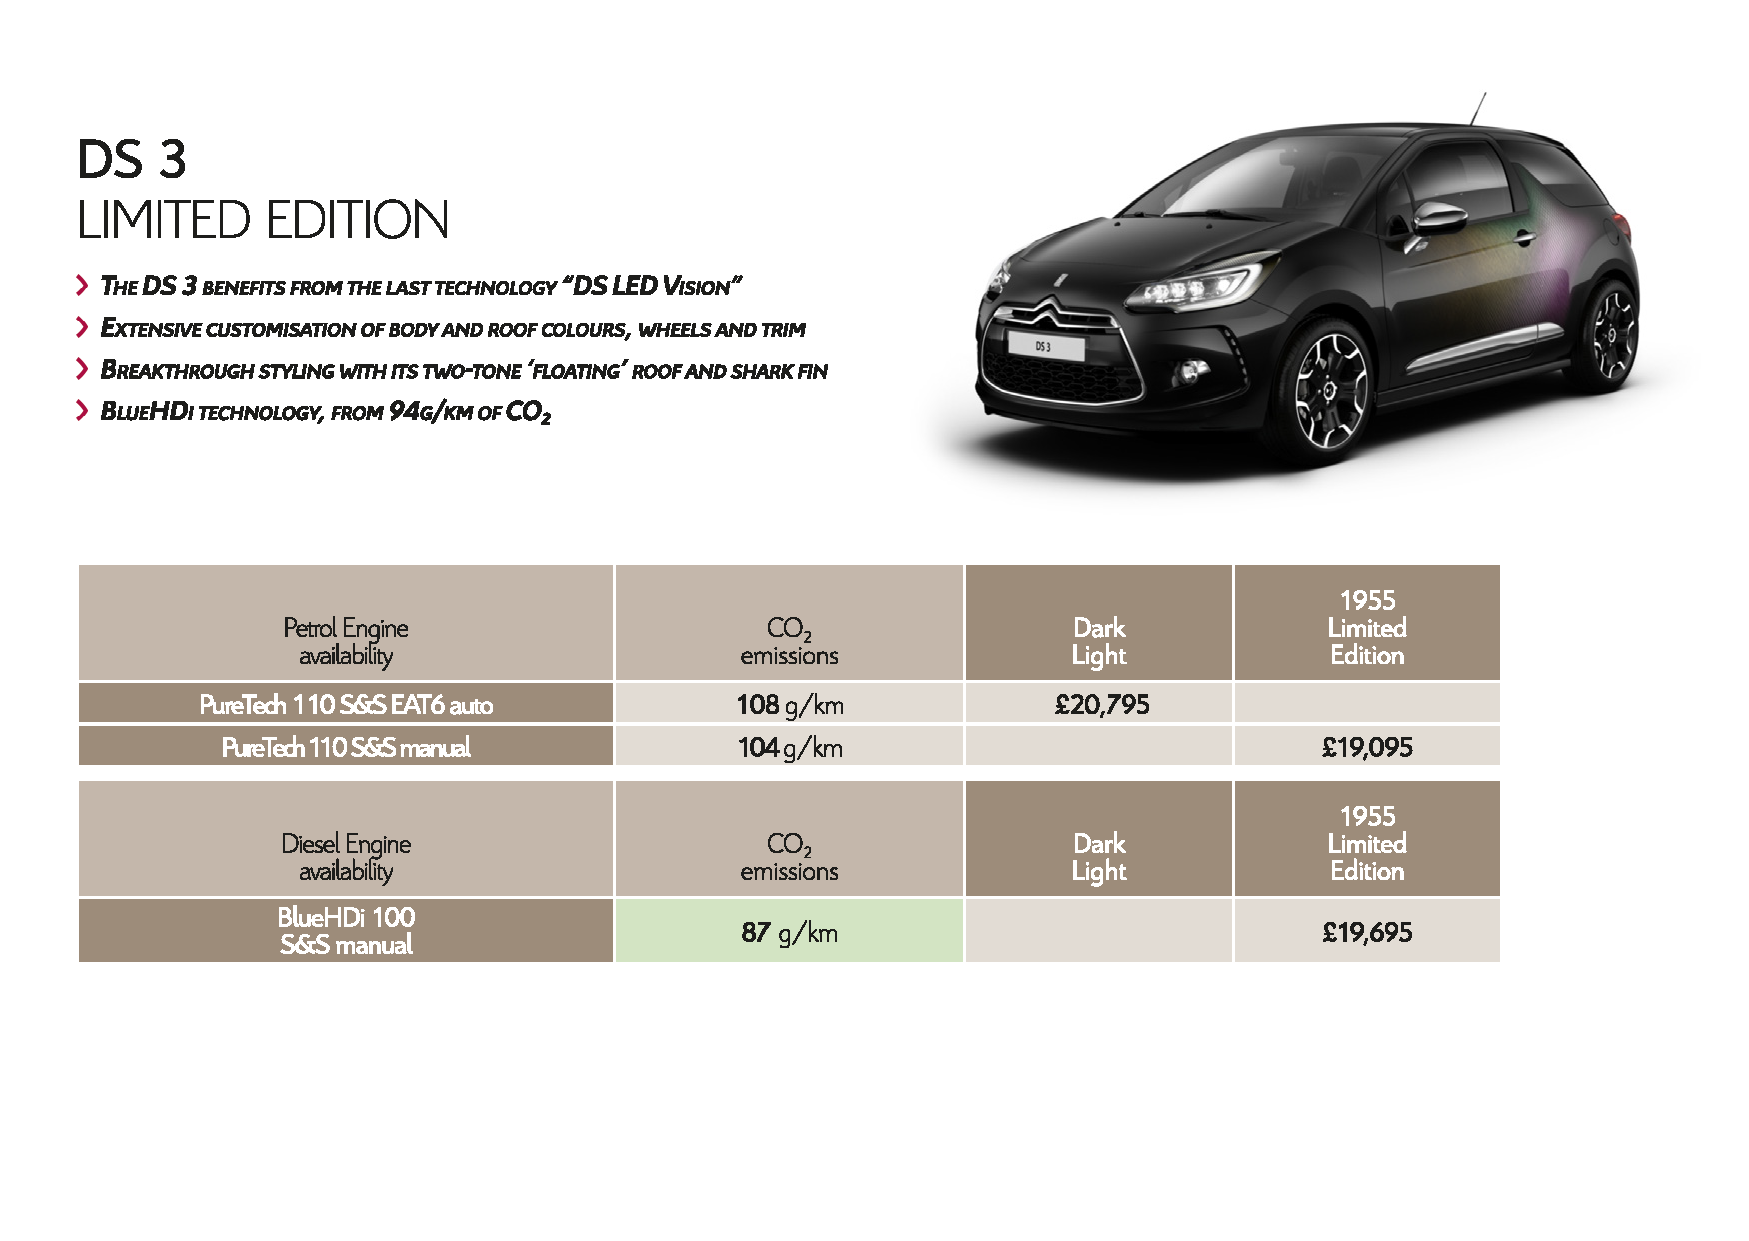 DS 3
LIMITED EDITION
The DS 3 benefits from the last technology “DS LED Vision”
Extensive customisation of body and roof colours, wheels and trim
Breakthrough styling with its two-tone ‘floating’ roof and shark fin
BlueHDi technology, from 94g/km of CO₂
DS 3
Petrol Engine
availability
CO₂
emissions
Dark
Light
1955
Limited
Edition
PureTech 110 S&S EAT6 auto
108 g/km
£20,795
PureTech 110 S&S manual
104 g/km
£19,095
Diesel Engine
availability
CO₂
emissions
Dark
Light
1955
Limited
Edition
BlueHDi 100
S&S manual
87 g/km
£19,695